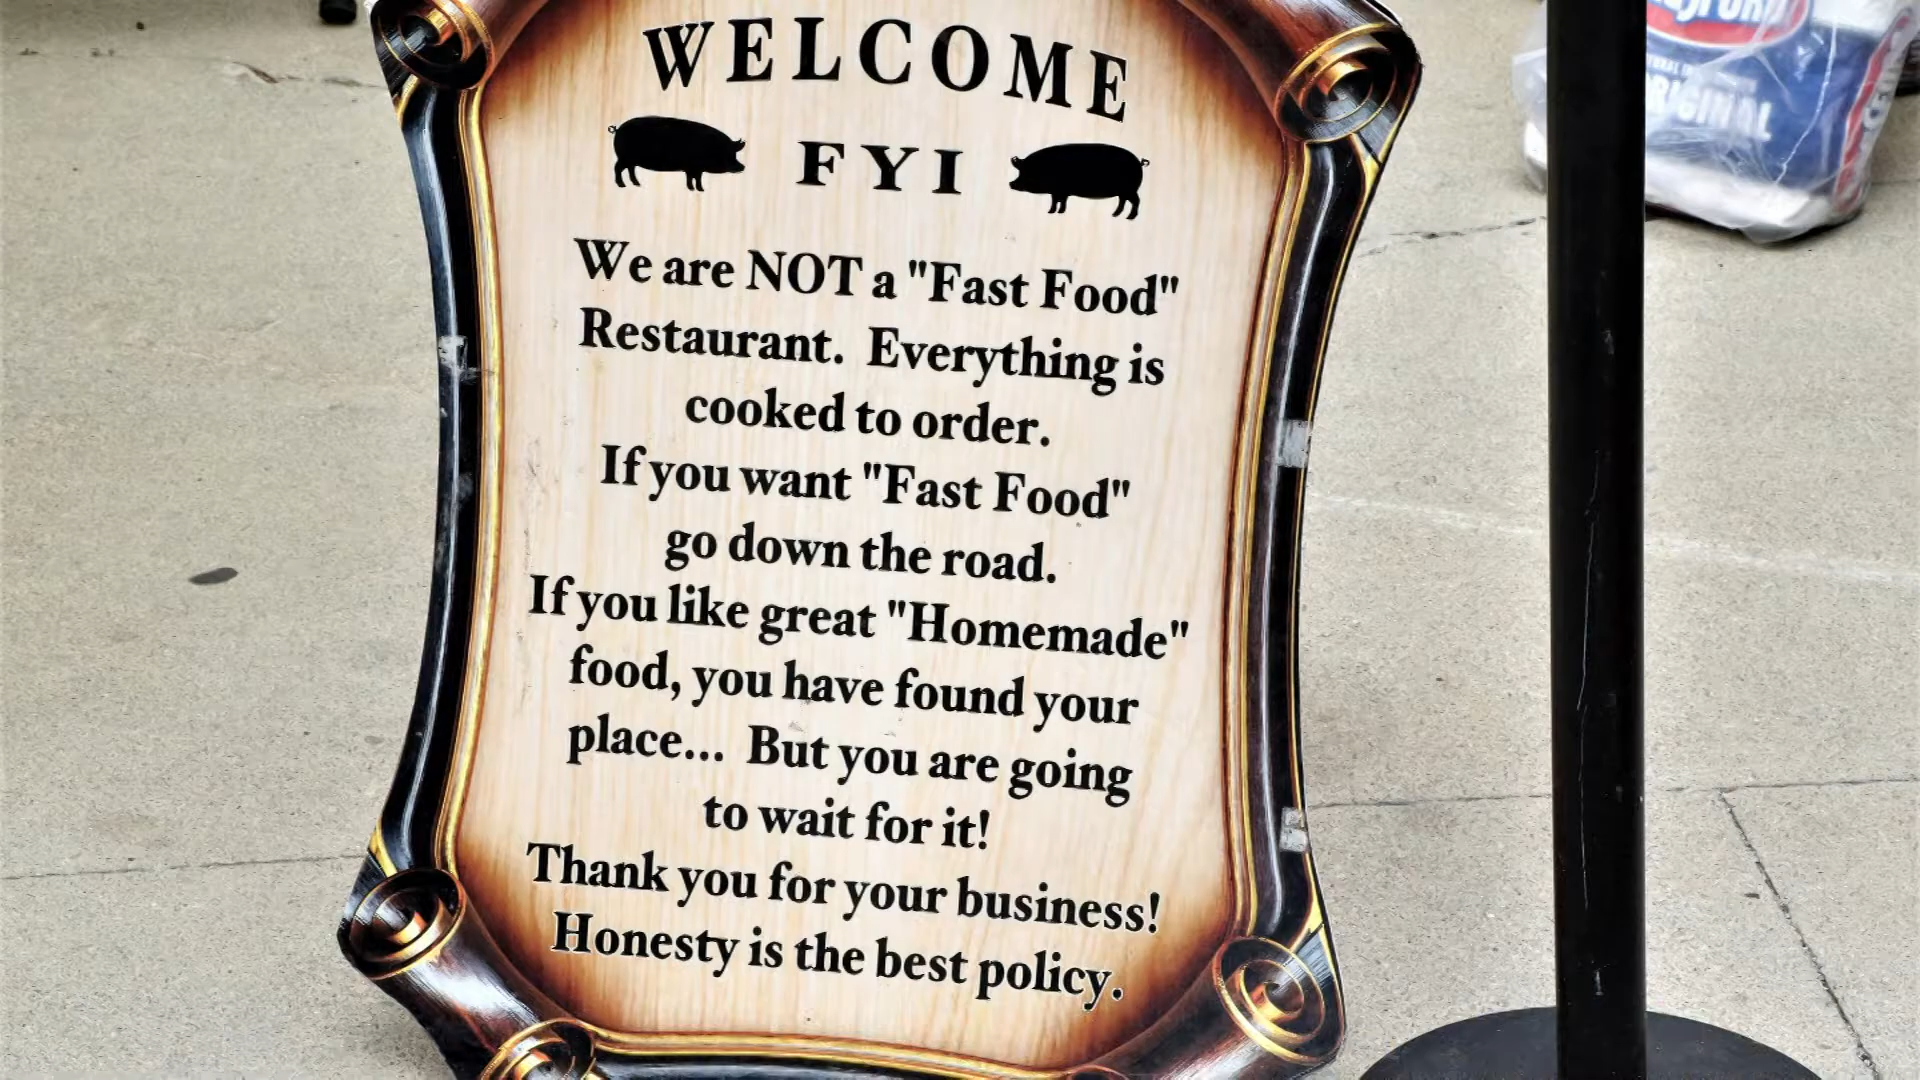 WELCOME
FYI
We are NOT a "Fast Food"
Restaurant. Everything is
cooked to order.
If you want "Fast Food"
go down the road.
If you like great "Homemade"
food, you have found your
place... But you are going
to wait for it!
Thank you for your business!
Honesty is the best policy.